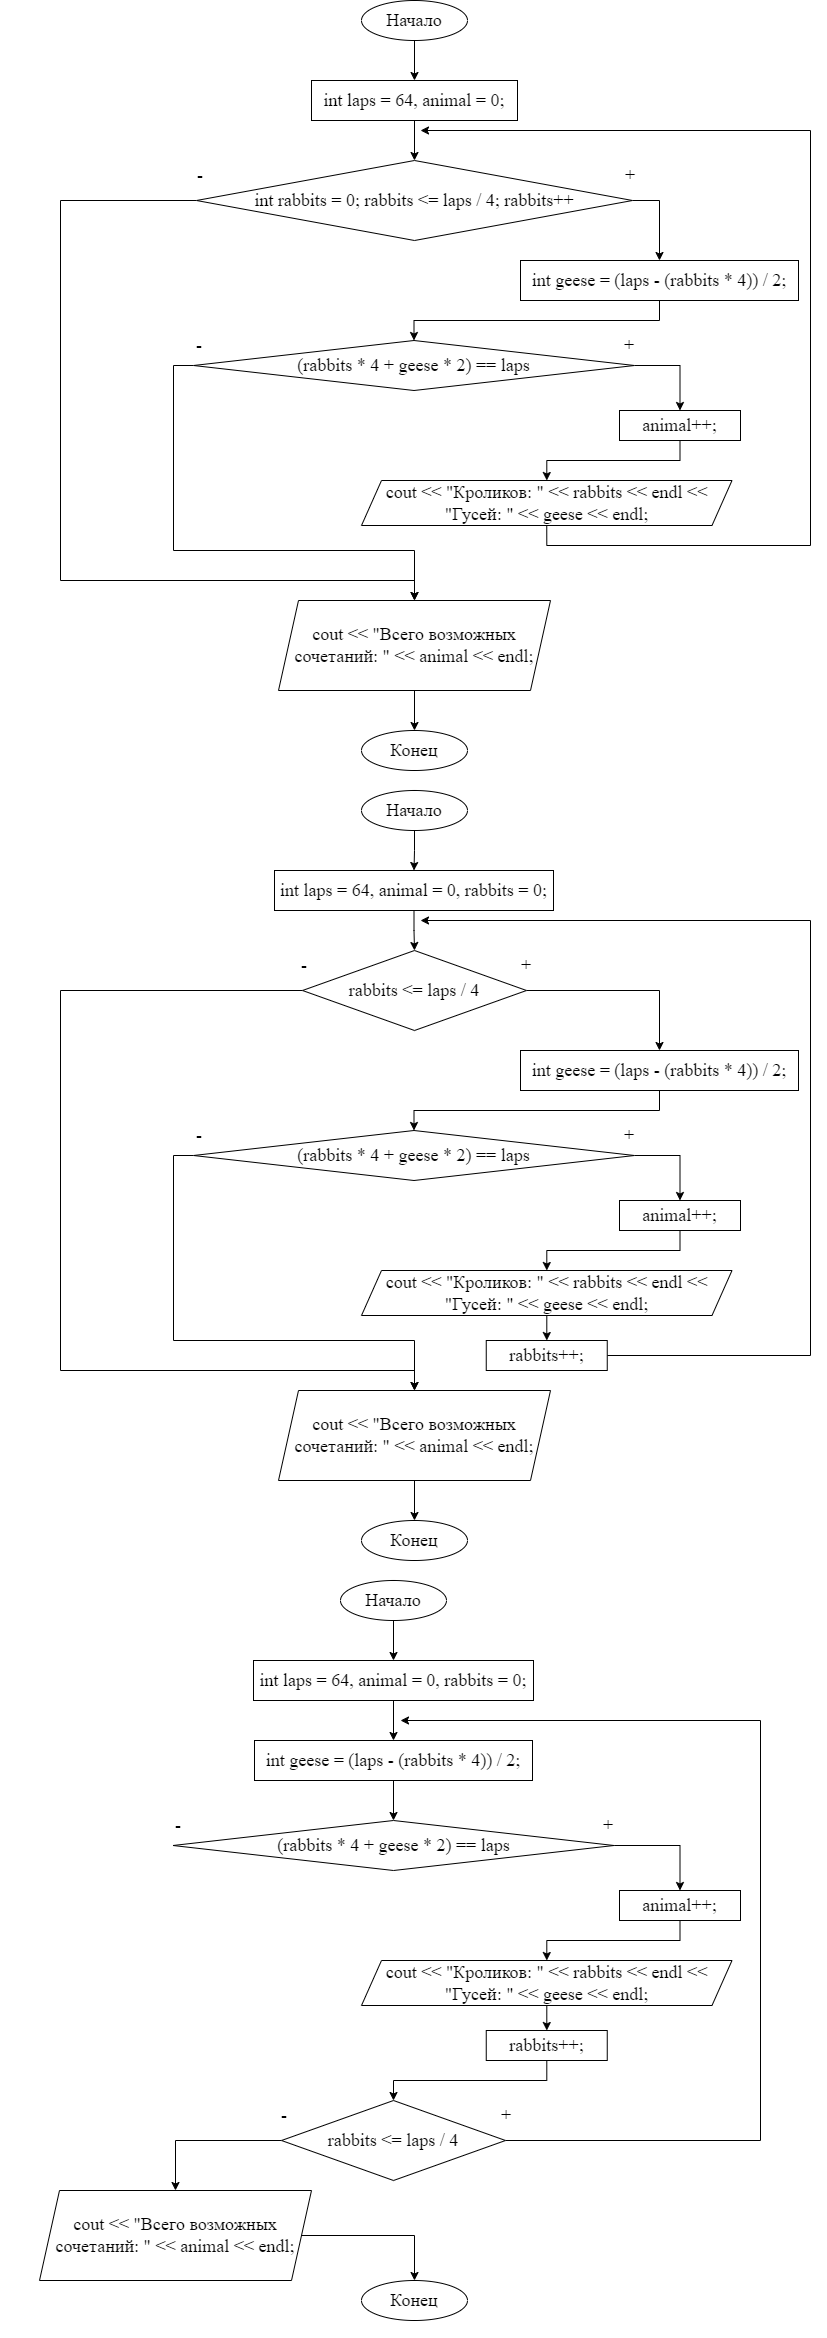 Начало
int laps = 64, animal = 0;
-
+
int rabbits = 0; rabbits <= laps / 4; rabbits++
int geese = (laps - (rabbits * 4)) / 2;
-
+
(rabbits * 4 + geese * 2) == laps
animal++;
cout << "Кроликов: " << rabbits << endl <<
"Гусей: " << geese << endl;
cout << "Всего возможных
сочетаний: " << animal << endl;
Конец
Начало
int laps = 64, animal = 0, rabbits = 0;
-
+
rabbits <= laps / 4
int geese = (laps - (rabbits * 4)) / 2;
-
+
(rabbits * 4 + geese * 2) == laps
animal++;
cout << "Кроликов: " << rabbits << endl <<
"Гусей: " << geese << endl;
rabbits++;
cout << "Всего возможных
сочетаний: " << animal << endl;
Конец
Начало
int laps = 64, animal = 0, rabbits = 0;
int geese = (laps - (rabbits * 4)) / 2;
-
+
(rabbits * 4 + geese * 2) == laps
animal++;
cout << "Кроликов: " << rabbits << endl <<
"Гусей: " << geese << endl;
rabbits++;
-
+
rabbits <= laps / 4
cout << "Всего возможных
сочетаний: " << animal << endl;
Конец